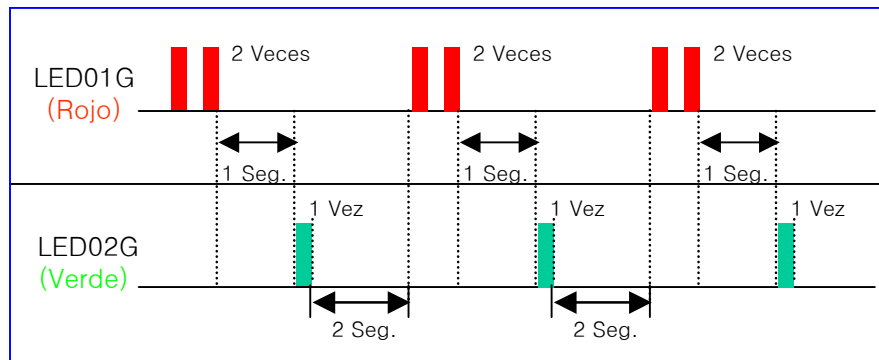 2 Veces 2 Veces 2 Veces
LED01G
(Rojo)
1 Seg. 1 Seg. 1 Seg.
1 Vez 1 Vez 1 Vez
LED02G
(Verde)
2 Seg. 2 Seg.